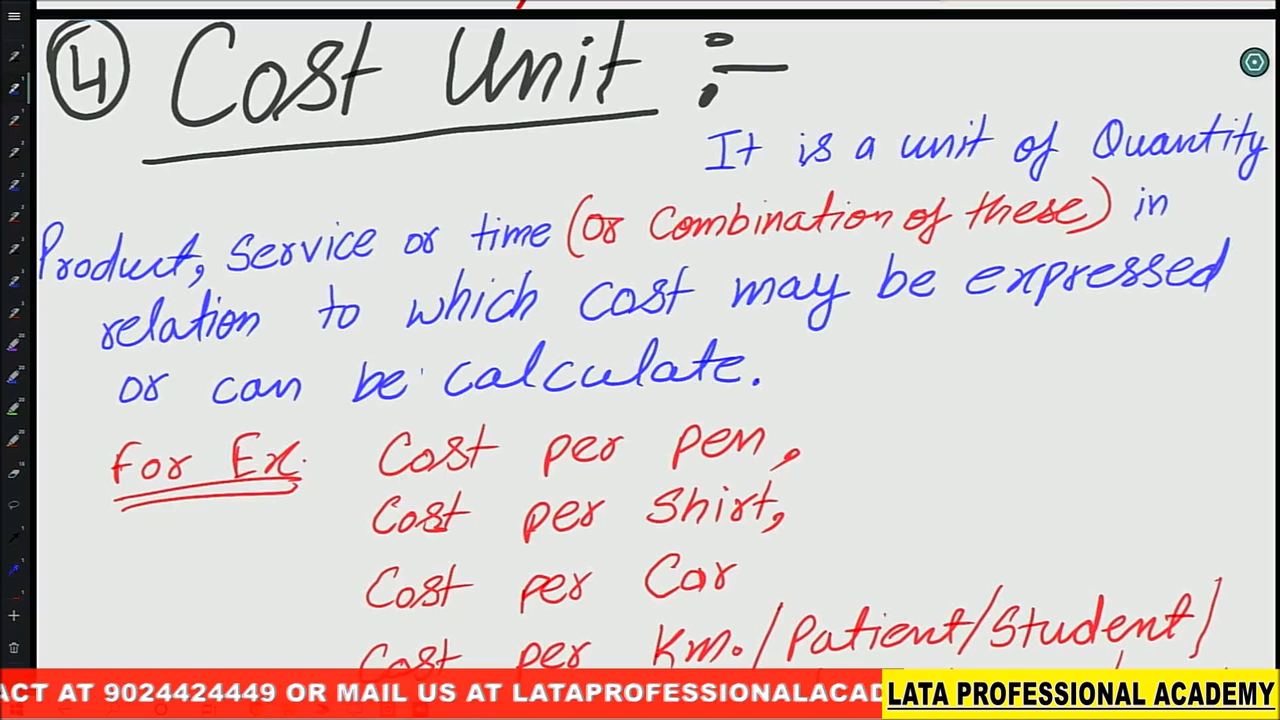 ④ Cost Unit :-
It is a unit of Quantity
Product, Service or time (or Combination of these) in
relation to which Cost may be expressed
or can be calculate.
For Ex. Cost per pen,
Cost per Shirt,
Cost per Car
Cost per Km./Patient/Student/
ACT AT 9024424449 OR MAIL US AT LATAPROFESSIONALACAD
LATA PROFESSIONAL ACADEMY